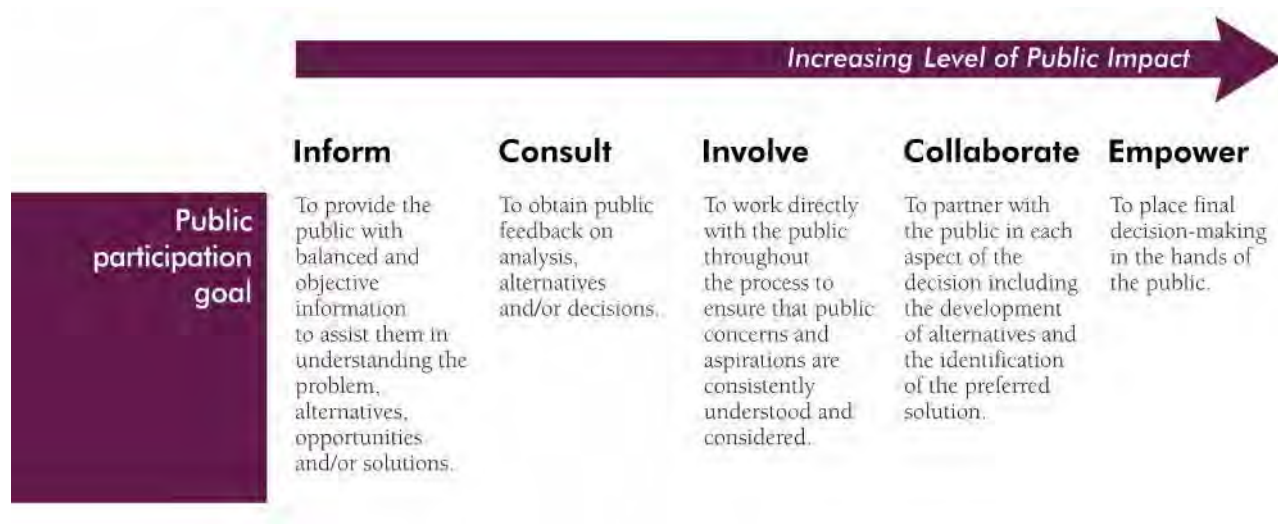 Increasing Level of Public Impact
Inform
Consult
Involve
Collaborate
Empower
Public
participation
goal
To provide the
public with
balanced and
objective
information
to assist them in
understanding the
problem,
alternatives,
opportunities
and/or solutions.
To obtain public
feedback on
analysis,
alternatives
and/or decisions.
To work directly
with the public
throughout
the process to
ensure that public
concerns and
aspirations are
consistently
understood and
considered.
To partner with
the public in each
aspect of the
decision including
the development
of alternatives and
the identification
of the preferred
solution.
To place final
decision-making
in the hands of
the public.